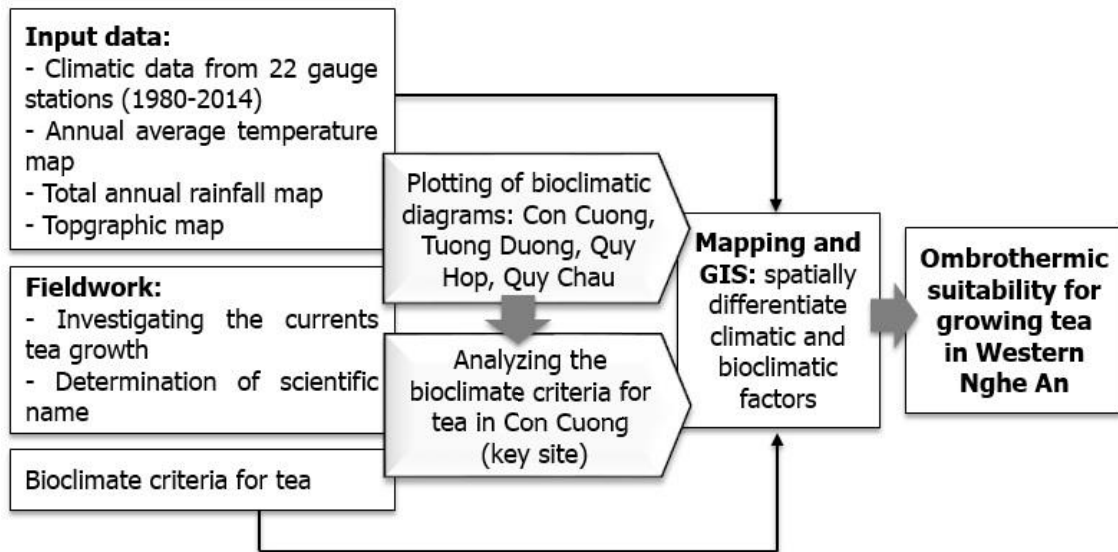 Input data:
- Climatic data from 22 gauge
stations (1980-2014)
- Annual average temperature
map
- Total annual rainfall map
- Topgraphic map
Fieldwork:
- Investigating the currents
tea growth
- Determination of scientific
name
Bioclimate criteria for tea
Plotting of bioclimatic
diagrams: Con Cuong,
Tuong Duong, Quy
Hop, Quy Chau
Analyzing the
bioclimate criteria for
tea in Con Cuong
(key site)
Mapping and
GIS: spatially
differentiate
climatic and
bioclimatic
factors
Ombrothermic
suitability for
growing tea
in Western
Nghe An